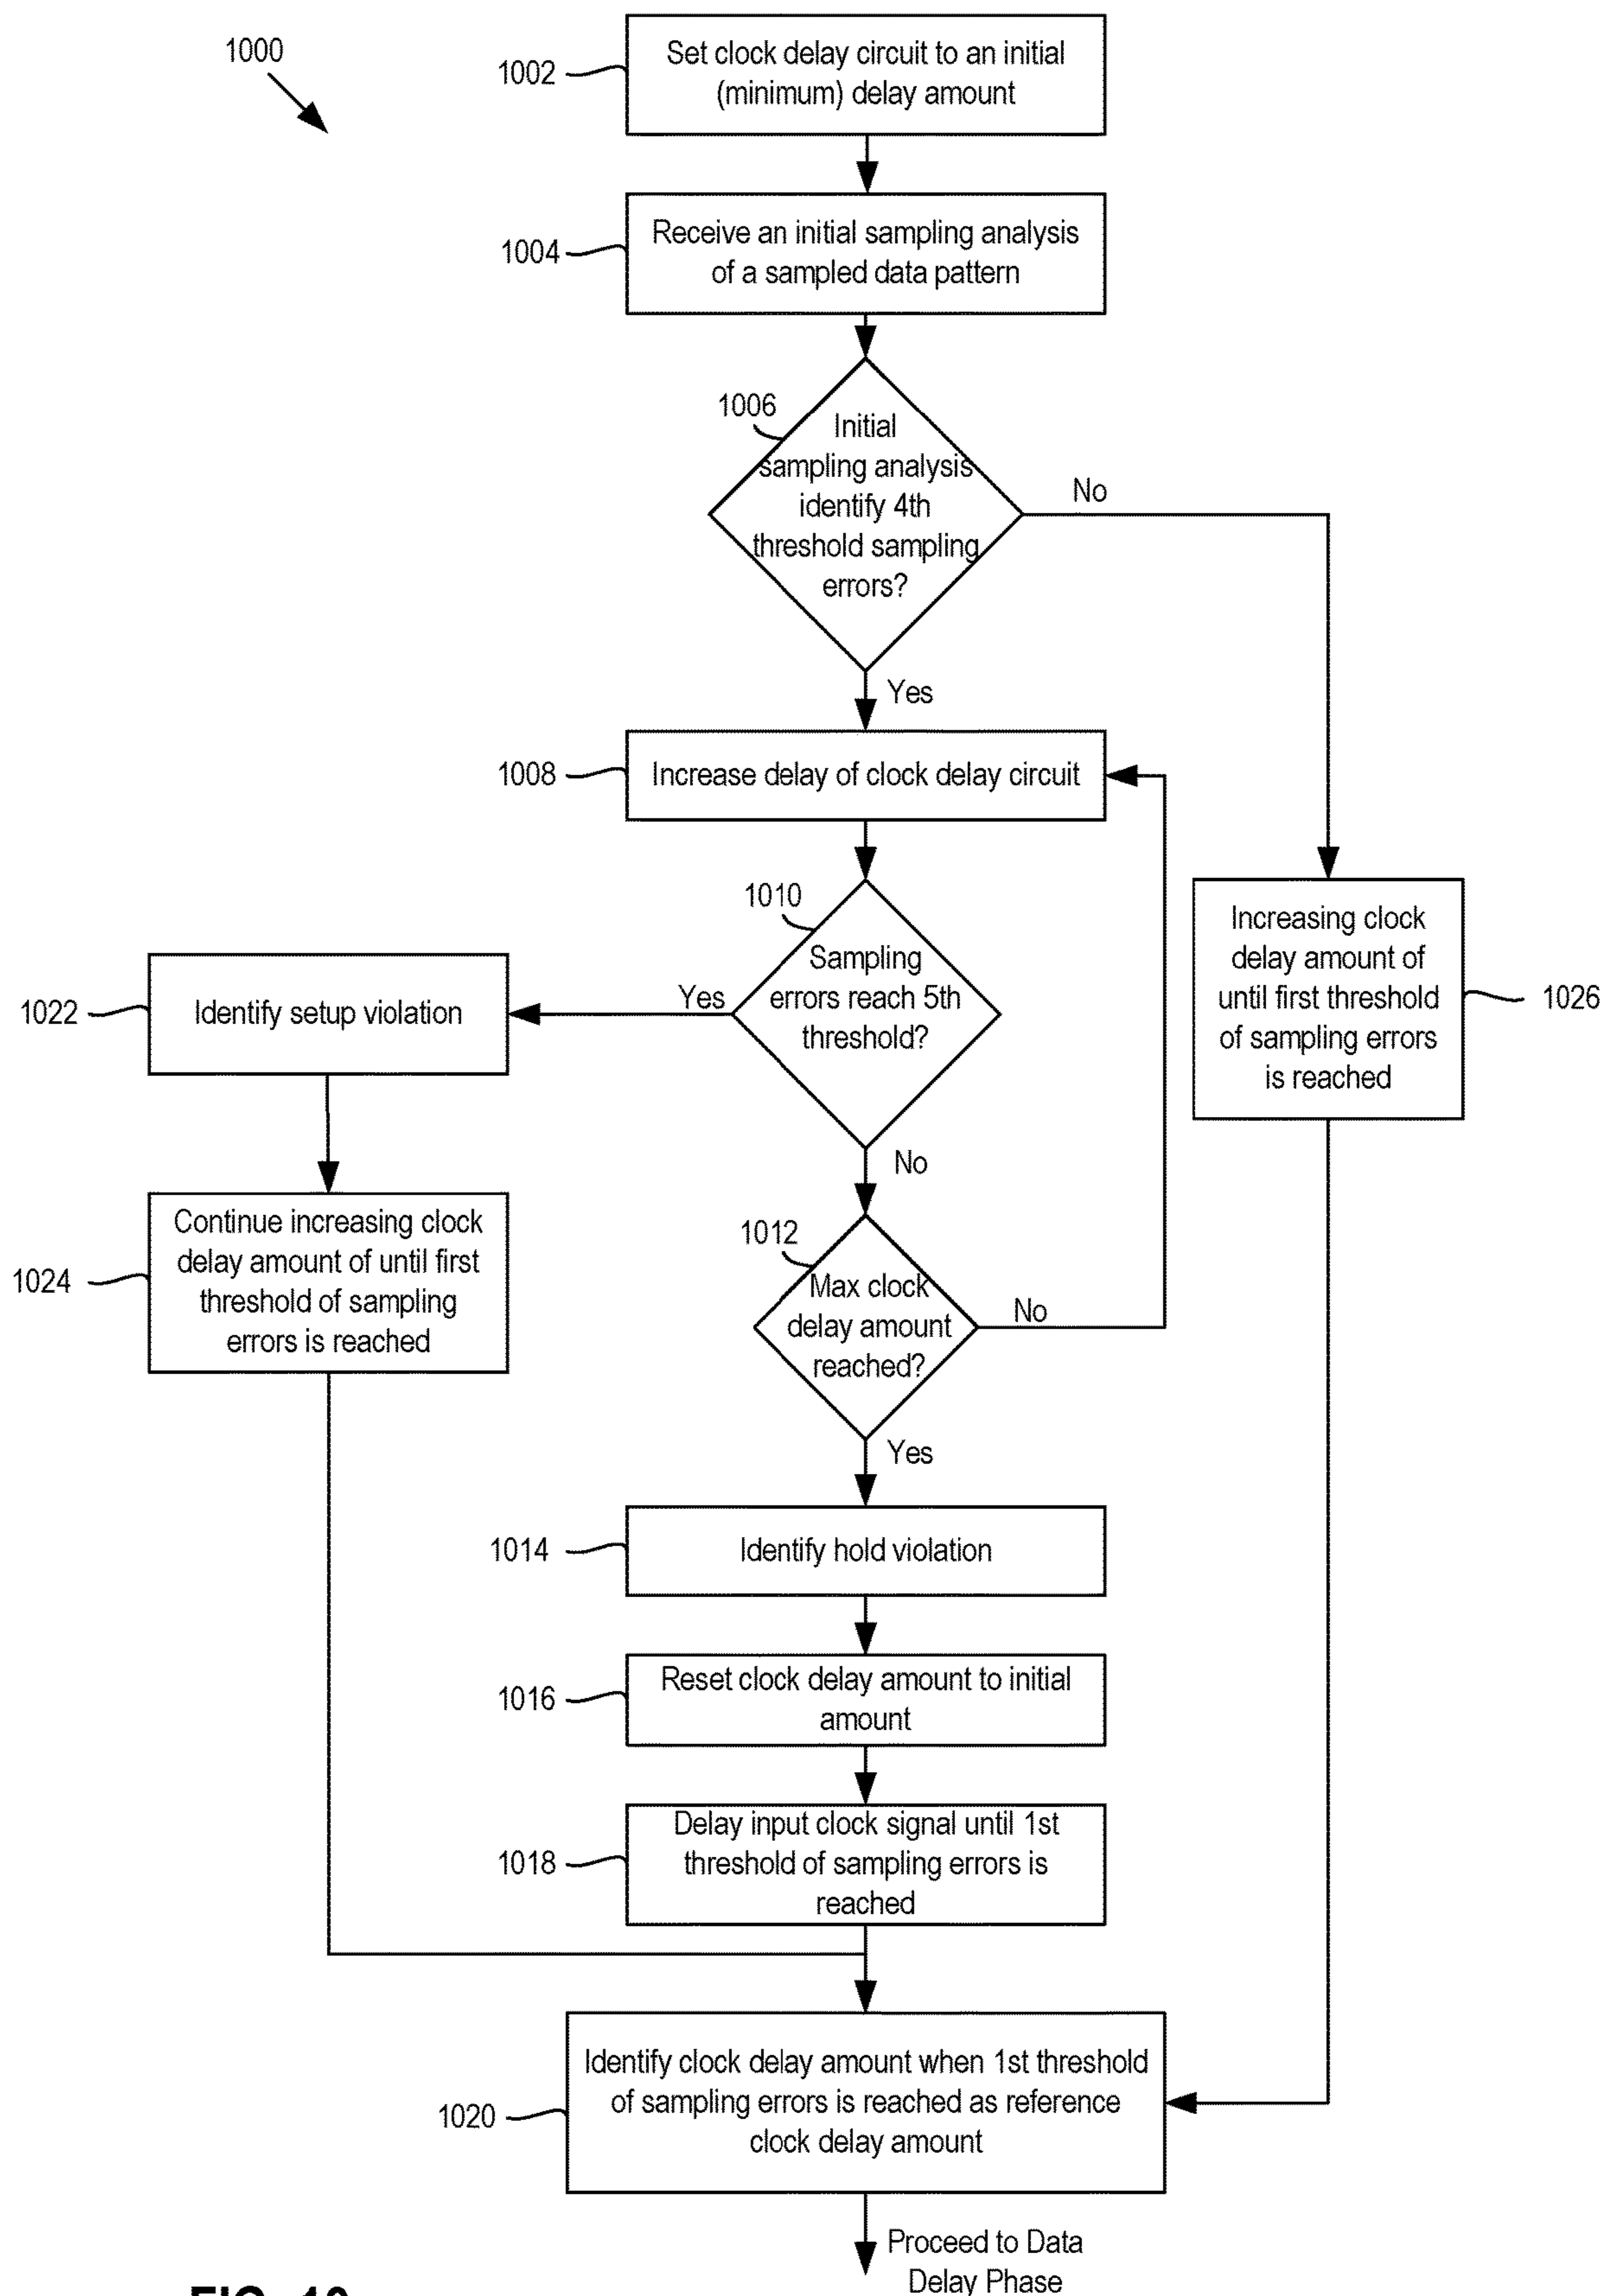 1000
1002
Set clock delay circuit to an initial
(minimum) delay amount
1004
Receive an initial sampling analysis
of a sampled data pattern
1006
Initial
sampling analysis
identify 4th
threshold sampling
errors?
No
Yes
1008
Increase delay of clock delay circuit
1010
Sampling
errors reach 5th
threshold?
Yes
No
1022
Identify setup violation
1024
Continue increasing clock
delay amount of until first
threshold of sampling
errors is reached
1026
Increasing clock
delay amount of
until first threshold
of sampling errors
is reached
1012
Max clock
delay amount
reached?
No
Yes
1014
Identify hold violation
1016
Reset clock delay amount to initial
amount
1018
Delay input clock signal until 1st
threshold of sampling errors is
reached
1020
Identify clock delay amount when 1st threshold
of sampling errors is reached as reference
clock delay amount
Proceed to Data
Delay Phase
FIG. 10